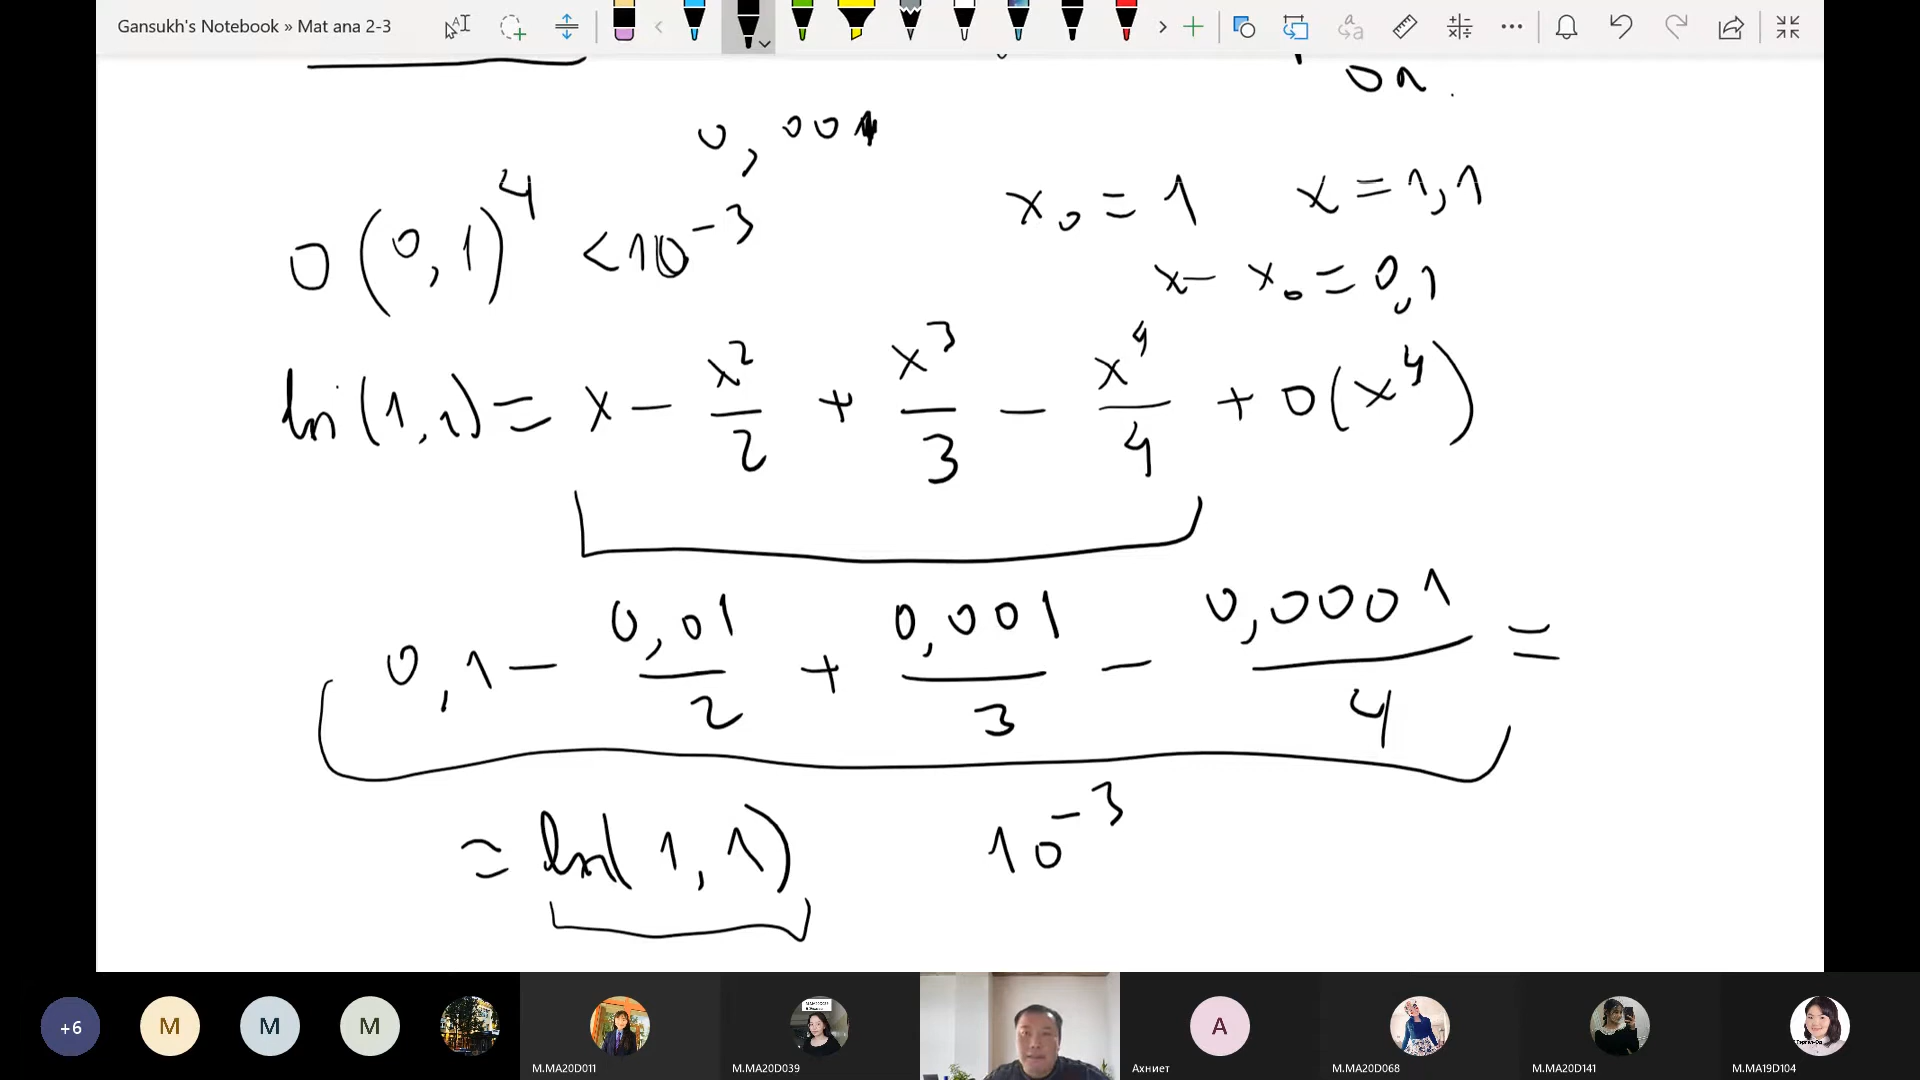 Gansukh's Notebook » Mat ana 2-3
0,001
O(0,1)⁴ < 10⁻³
x₀ = 1 x = 1,1
x - x₀ = 0,1
ln(1,1) = x - x²/2 + x³/3 - x⁴/4 + O(x⁴)
0,1 - 0,01/2 + 0,001/3 - 0,0001/4 =
= ln(1,1) 10⁻³
+6 M M M A
M.MA20D011 M.MA20D039 Ахниет M.MA20D068 M.MA20D141 M.MA19D104